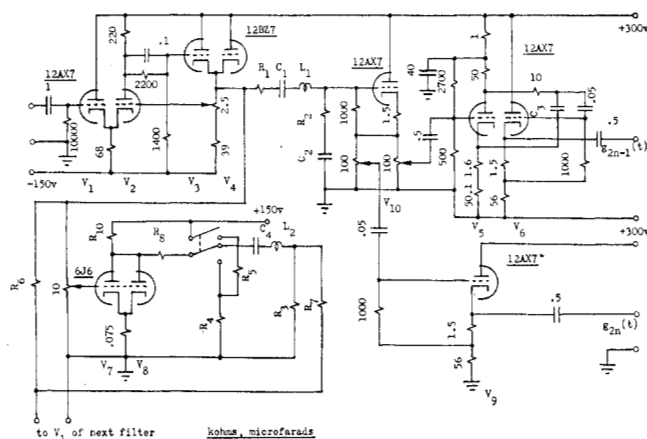 +300v
220
12BZ7
.1
12AX7
2200
1
10000
68
1400
2.5
39
-150v
V1
V2
V3
V4
R1
C1
L1
R2
C2
12AX7
1000
1.5
100
100
.5
V10
40
2700
500
1
50
12AX7
10
C3
.05
.5
g2n-1(t)
1.6
50.1
1.5
56
1000
V5
V6
+300v
+150v
R10
R8
C4
L2
R5
R4
R3
R7
R6
10
6J6
.075
V7
V8
.05
1000
12AX7
1.5
56
.5
g2n(t)
V9
to V1 of next filter
kohms, microfarads